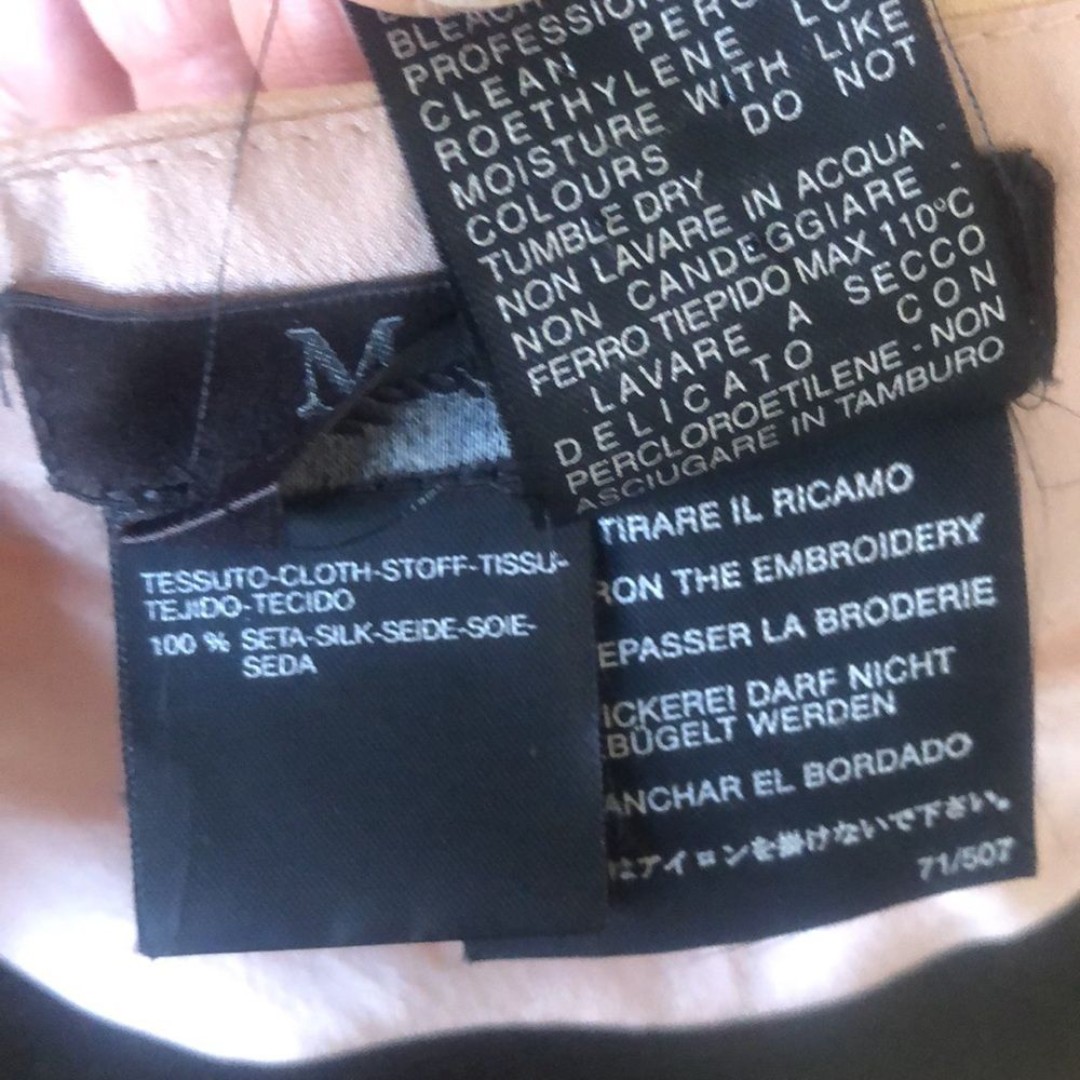 BLEACH
PROFESSION
CLEAN PERC
ROETHYLENE LO
MOISTURE WITH LIKE
COLOURS DO NOT
TUMBLE DRY
NON LAVARE IN ACQUA -
NON CANDEGGIARE -
FERRO TIEPIDO MAX 110°C
LAVARE A SECCO
DELICATO CON
PERCLOROETILENE - NON
ASCIUGARE IN TAMBURO
M
TESSUTO-CLOTH-STOFF-TISSU-
TEJIDO-TECIDO
100 % SETA-SILK-SEIDE-SOIE-
SEDA
TIRARE IL RICAMO
RON THE EMBROIDERY
EPASSER LA BRODERIE
ICKEREI DARF NICHT
BÜGELT WERDEN
ANCHAR EL BORDADO
はアイロンを掛けないで下さい。
71/507